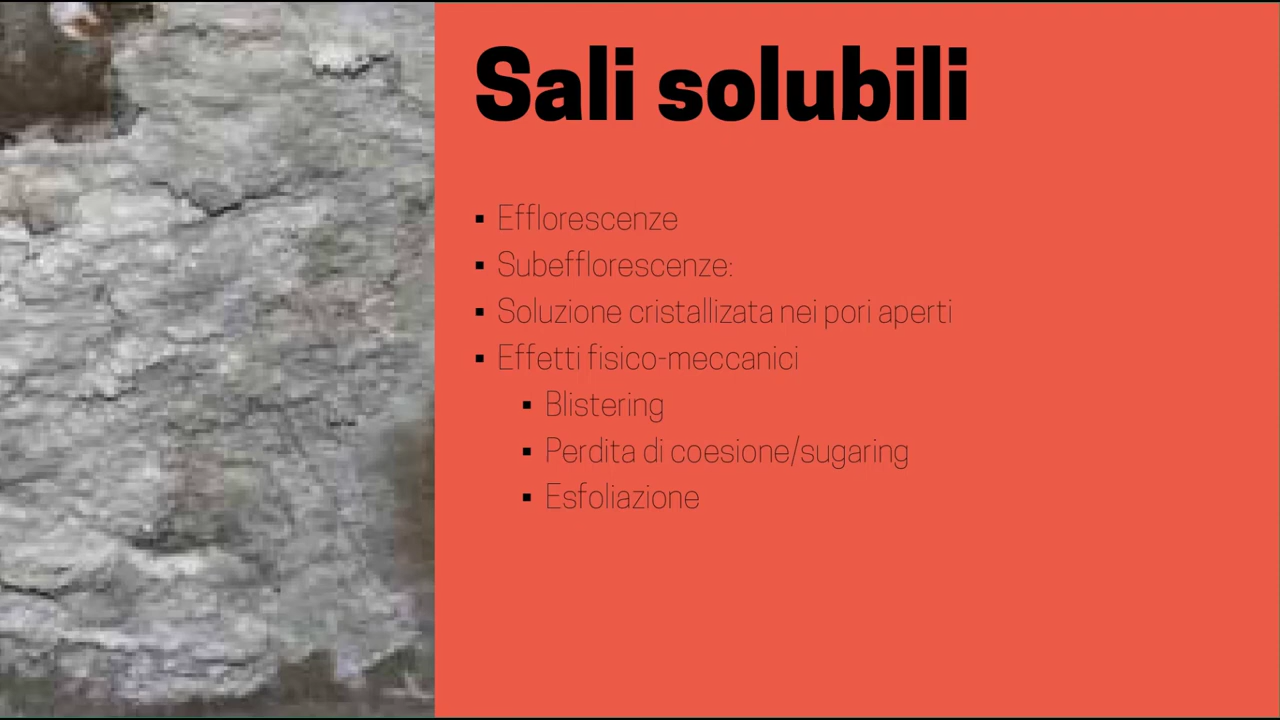 Sali solubili
▪ Efflorescenze
▪ Subefflorescenze:
▪ Soluzione cristallizata nei pori aperti
▪ Effetti fisico-meccanici
▪ Blistering
▪ Perdita di coesione/sugaring
▪ Esfoliazione